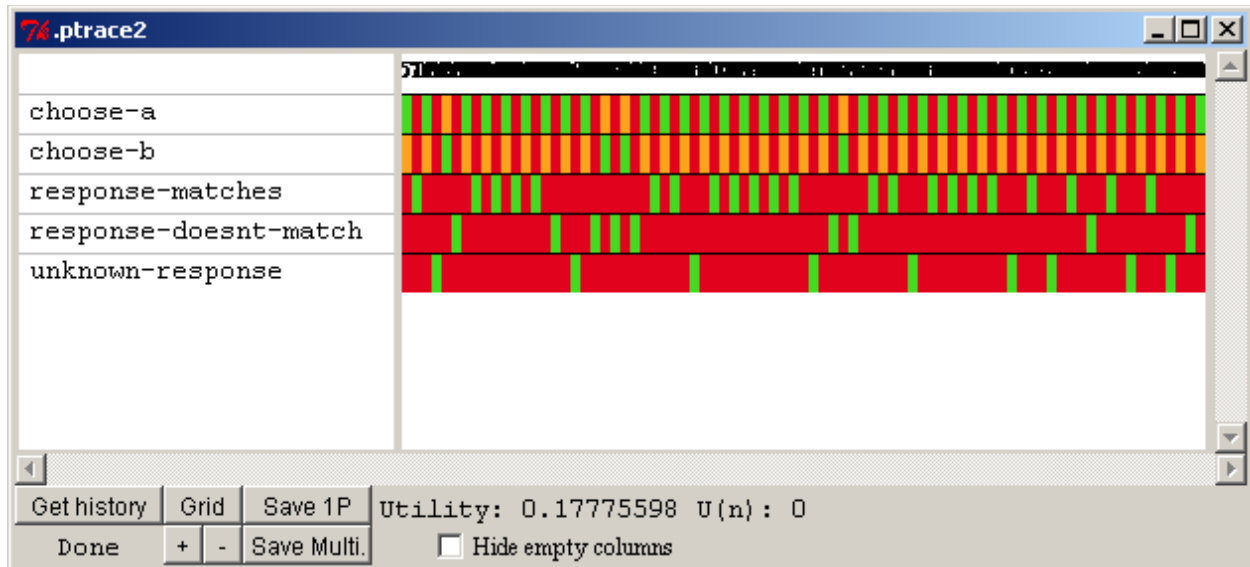 .ptrace2
choose-a
choose-b
response-matches
response-doesnt-match
unknown-response
Get history Grid Save 1P Utility: 0.17775598 U(n): 0
Done + - Save Multi. Hide empty columns